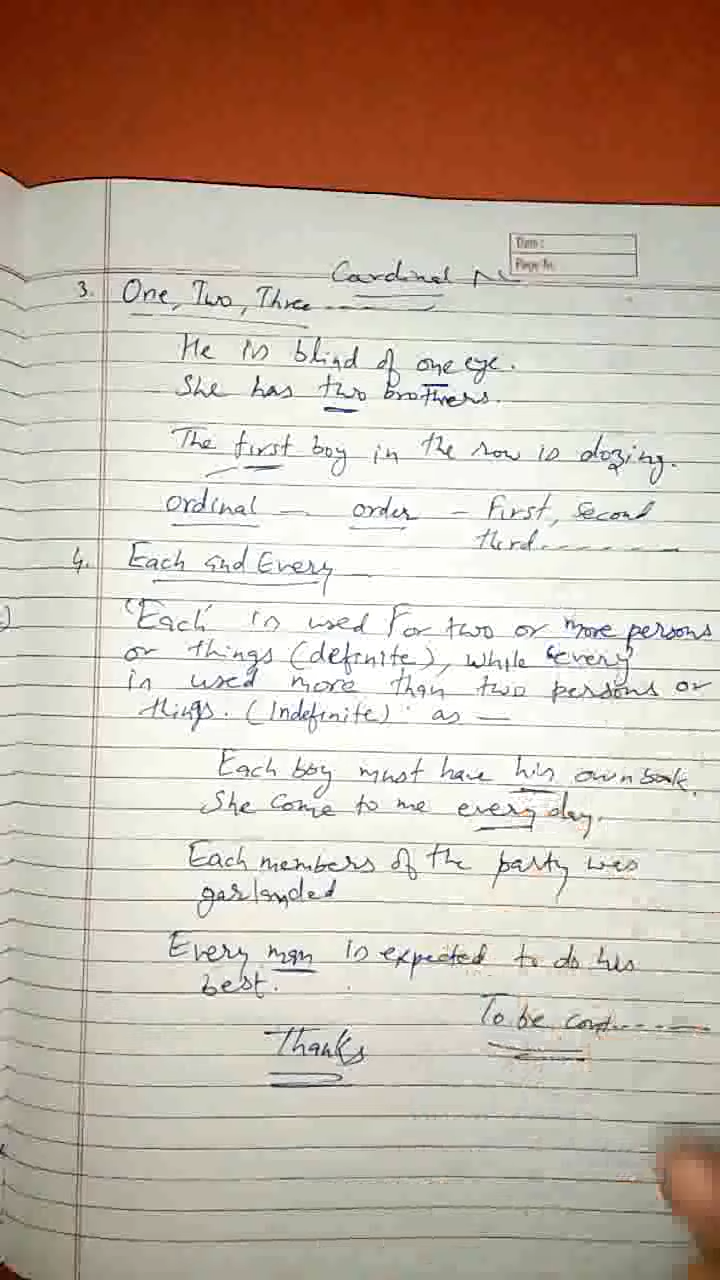 Date:
Page No.
Cardinal N
3. One, Two, Three ------
He is blind of one eye.
She has two brothers.
The first boy in the row is dozing.
ordinal — order – First, Second
third--------
4. Each and Every
'Each' is used For two or more persons
or things (definite), while 'every'
is used more than two persons or
things. (Indefinite) as —
Each boy must have his own book.
She come to me every day.
Each members of the party was
garlanded
Every man is expected to do his
best.
To be cont-------
Thanks